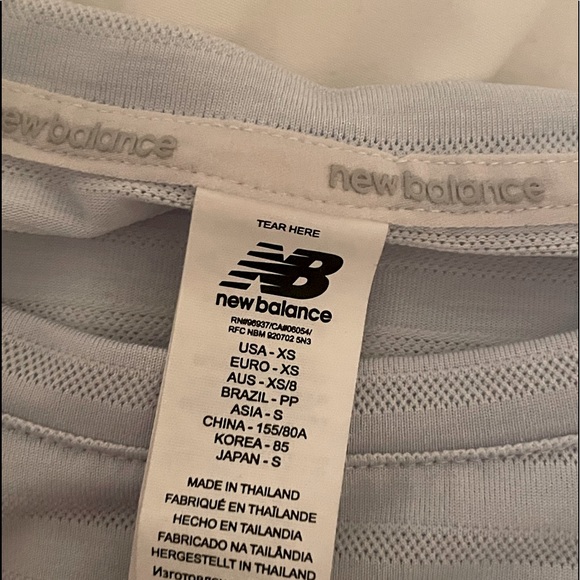 new balance
new balance
TEAR HERE
NB
new balance
RN#96937/CA#06054/
RFC NBM 920702 5N3
USA - XS
EURO - XS
AUS - XS/8
BRAZIL - PP
ASIA - S
CHINA - 155/80A
KOREA - 85
JAPAN - S
MADE IN THAILAND
FABRIQUÉ EN THAÏLANDE
HECHO EN TAILANDIA
FABRICADO NA TAILÂNDIA
HERGESTELLT IN THAILAND